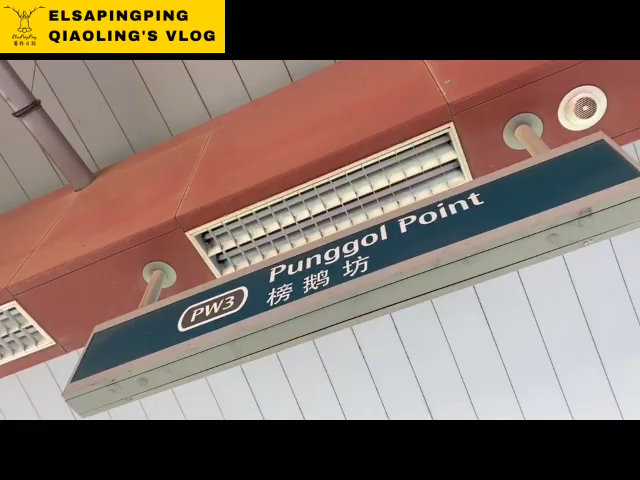 ELSAPINGPING
QIAOLING'S VLOG
Punggol Point
PW3
榜鹅坊